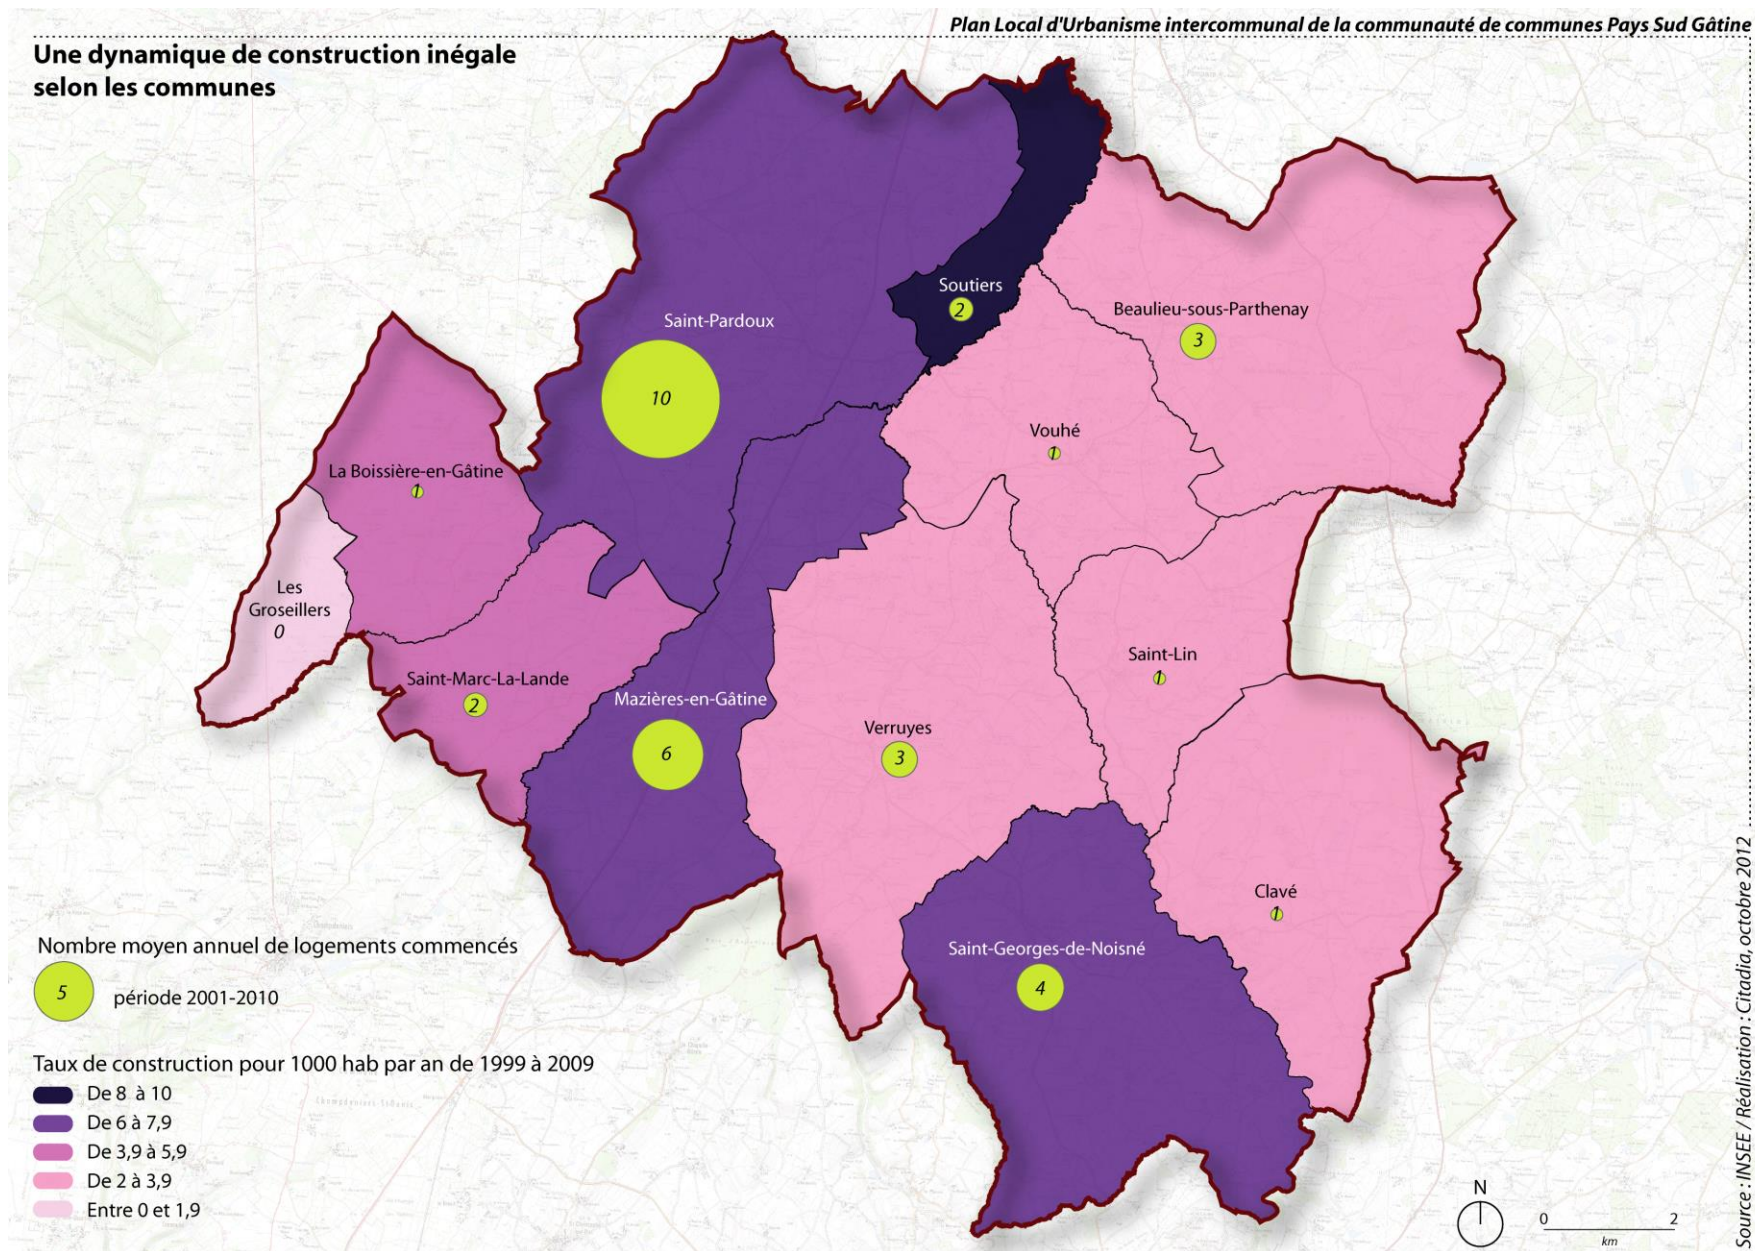 Plan Local d'Urbanisme intercommunal de la communauté de communes Pays Sud Gâtine
Une dynamique de construction inégale
selon les communes
Soutiers
2
Beaulieu-sous-Parthenay
3
Saint-Pardoux
10
Vouhé
1
La Boissière-en-Gâtine
1
Les
Groseillers
0
Saint-Marc-La-Lande
2
Mazières-en-Gâtine
6
Saint-Lin
1
Verruyes
3
Clavé
1
Saint-Georges-de-Noisné
4
Nombre moyen annuel de logements commencés
5
période 2001-2010
Taux de construction pour 1000 hab par an de 1999 à 2009
De 8 à 10
De 6 à 7,9
De 3,9 à 5,9
De 2 à 3,9
Entre 0 et 1,9
N
0 2
km
Source : INSEE / Réalisation : Citadia, octobre 2012